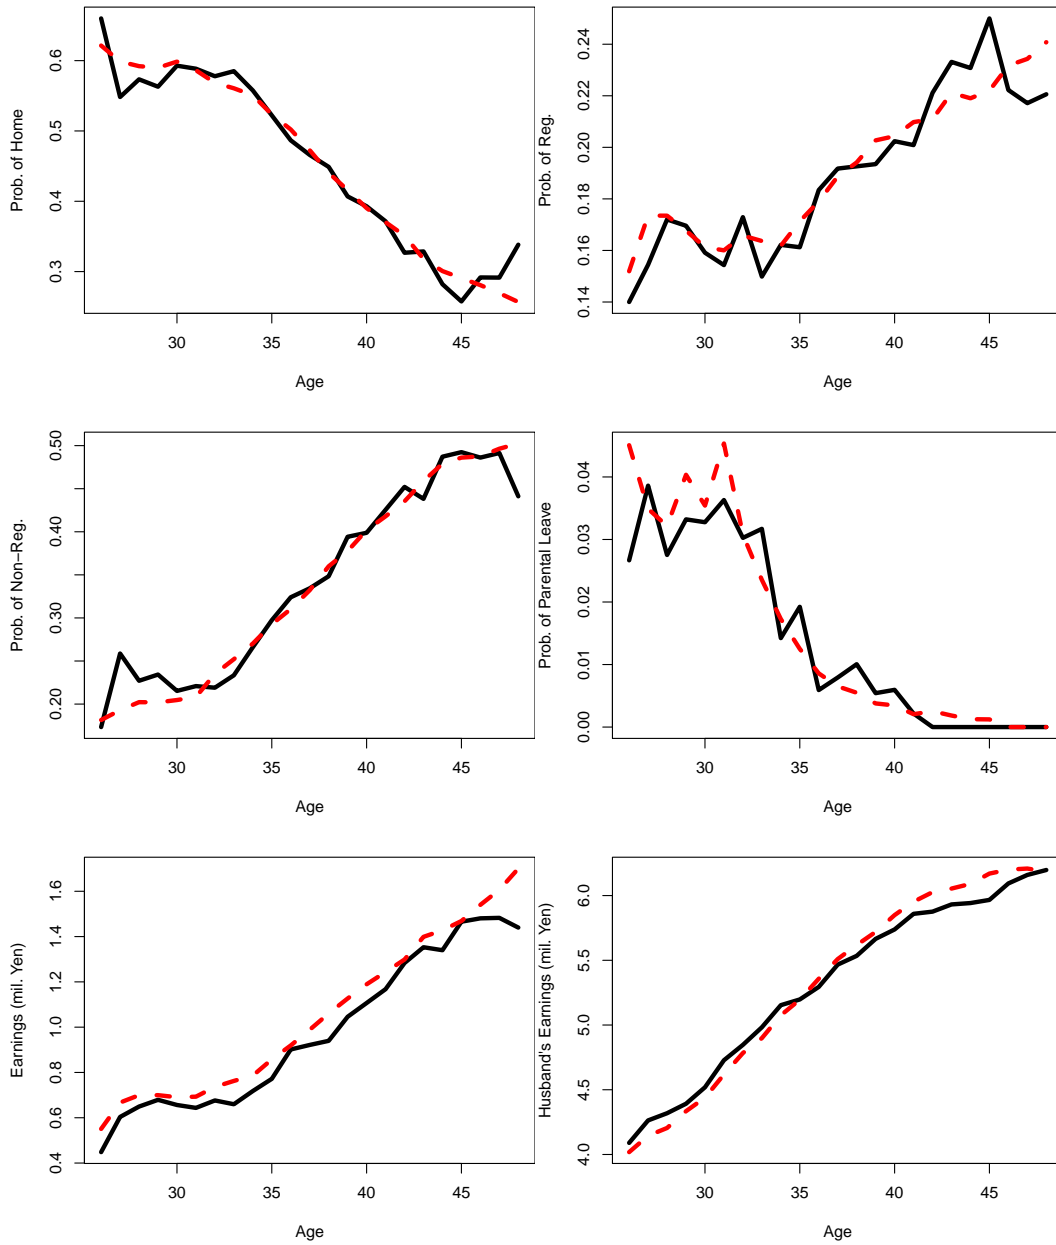 Prob. of Home
0.3 0.4 0.5 0.6
30 35 40 45
Age
Prob. of Reg.
0.14 0.16 0.18 0.20 0.22 0.24
30 35 40 45
Age
Prob. of Non−Reg.
0.20 0.30 0.40 0.50
30 35 40 45
Age
Prob. of Parental Leave
0.00 0.01 0.02 0.03 0.04
30 35 40 45
Age
Earnings (mil. Yen)
0.4 0.6 0.8 1.0 1.2 1.4 1.6
30 35 40 45
Age
Husband's Earnings (mil. Yen)
4.0 4.5 5.0 5.5 6.0
30 35 40 45
Age